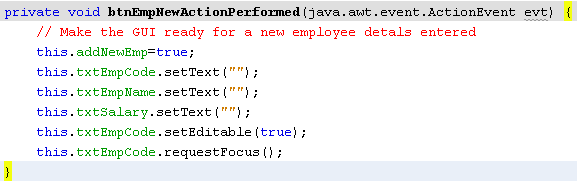 private void btnEmpNewActionPerformed(java.awt.event.ActionEvent evt) {
// Make the GUI ready for a new employee detals entered
this.addNewEmp=true;
this.txtEmpCode.setText("");
this.txtEmpName.setText("");
this.txtSalary.setText("");
this.txtEmpCode.setEditable(true);
this.txtEmpCode.requestFocus();
}